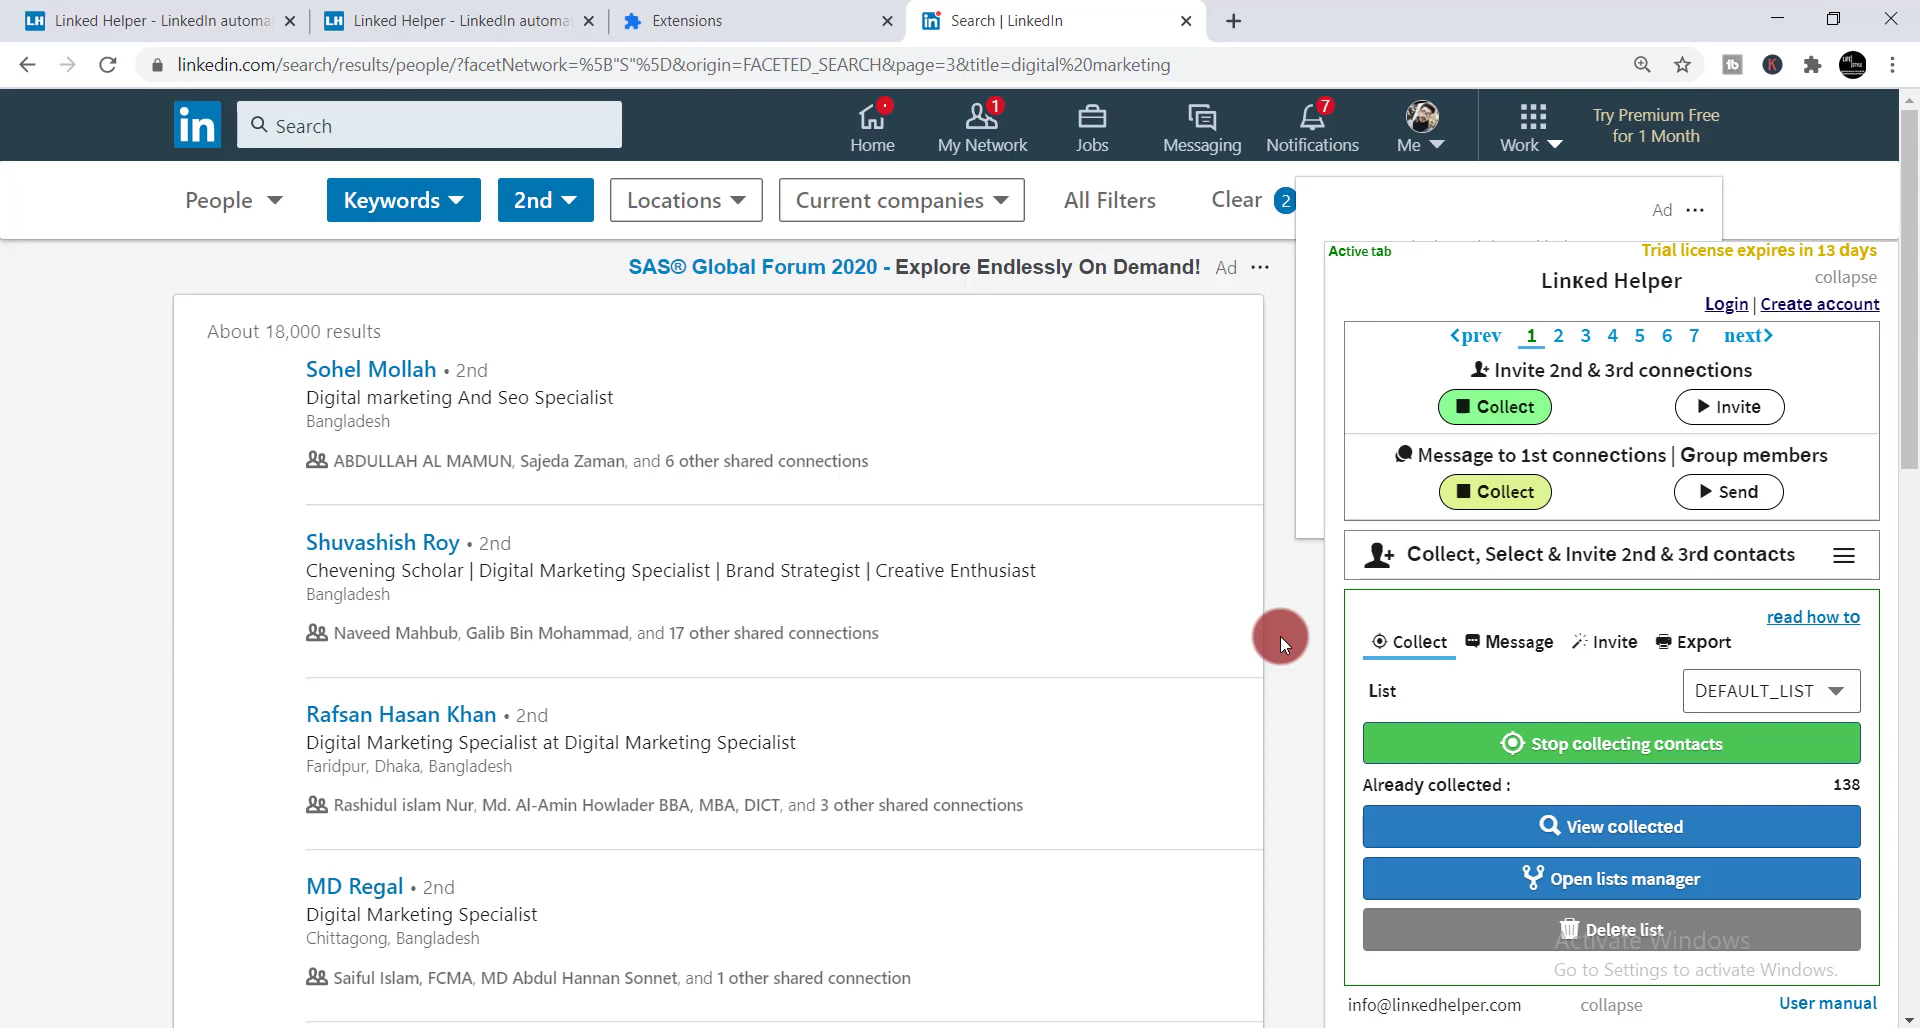 LH Linked Helper - LinkedIn automa
LH Linked Helper - LinkedIn automa
Extensions
in Search | LinkedIn
linkedin.com/search/results/people/?facetNetwork=%5B"S"%5D&origin=FACETED_SEARCH&page=3&title=digital%20marketing
in Search
Home
1 My Network
Jobs
Messaging
7 Notifications
Me
Work
Try Premium Free
for 1 Month
People Keywords 2nd Locations Current companies All Filters Clear 2
Ad
SAS® Global Forum 2020 - Explore Endlessly On Demand! Ad
About 18,000 results
Sohel Mollah • 2nd
Digital marketing And Seo Specialist
Bangladesh
ABDULLAH AL MAMUN, Sajeda Zaman, and 6 other shared connections
Shuvashish Roy • 2nd
Chevening Scholar | Digital Marketing Specialist | Brand Strategist | Creative Enthusiast
Bangladesh
Naveed Mahbub, Galib Bin Mohammad, and 17 other shared connections
Rafsan Hasan Khan • 2nd
Digital Marketing Specialist at Digital Marketing Specialist
Faridpur, Dhaka, Bangladesh
Rashidul islam Nur, Md. Al-Amin Howlader BBA, MBA, DICT, and 3 other shared connections
MD Regal • 2nd
Digital Marketing Specialist
Chittagong, Bangladesh
Saiful Islam, FCMA, MD Abdul Hannan Sonnet, and 1 other shared connection
Active tab
Trial license expires in 13 days
Linкed Helper
collapse
Login | Create account
<prev 1 2 3 4 5 6 7 next>
Invite 2nd & 3rd connections
Collect Invite
Message to 1st connections | Group members
Collect Send
Collect, Select & Invite 2nd & 3rd contacts
read how to
Collect Message Invite Export
List DEFAULT_LIST
Stop collecting contacts
Already collected : 138
View collected
Open lists manager
Delete list
Activate Windows
Go to Settings to activate Windows.
info@linкedhelper.com collapse User manual